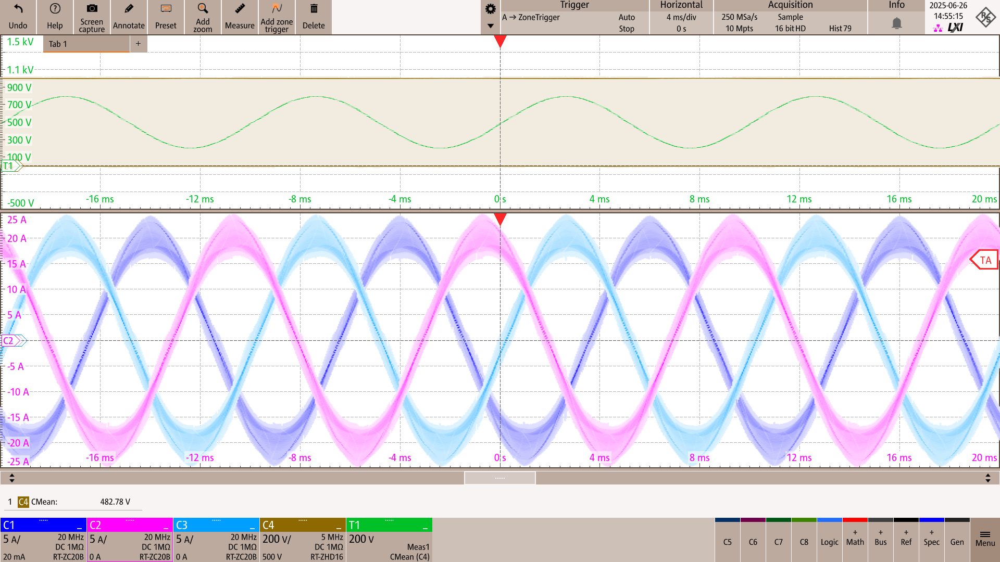 Undo
Help
Screen capture
Annotate
Preset
Add zoom
Measure
Add zone trigger
Delete
Trigger
A → ZoneTrigger
Auto
Stop
Horizontal
4 ms/div
0 s
Acquisition
250 MSa/s
Sample
10 Mpts
16 bit HD
Hist 79
Info
2025-06-26
14:55:15
R&S
LXI
Tab 1
+
1.5 kV
1.1 kV
900 V
700 V
500 V
300 V
100 V
T1
-500 V
-16 ms
-12 ms
-8 ms
-4 ms
0 s
4 ms
8 ms
12 ms
16 ms
20 ms
25 A
20 A
15 A
TA
10 A
5 A
C2
-5 A
-10 A
-15 A
-20 A
-25 A
-16 ms
-12 ms
-8 ms
-4 ms
0 s
4 ms
8 ms
12 ms
16 ms
20 ms
1 C4 CMean: 482.78 V
C1
5 A/
20 MHz
DC 1MΩ
20 mA
RT-ZC20B
C2
5 A/
20 MHz
DC 1MΩ
0 A
RT-ZC20B
C3
5 A/
20 MHz
DC 1MΩ
0 A
RT-ZC20B
C4
200 V/
5 MHz
DC 1MΩ
500 V
RT-ZHD16
T1
200 V
Meas1
CMean (C4)
C5
C6
C7
C8
Logic
+ Math
+ Bus
+ Ref
+ Spec
Gen
Menu